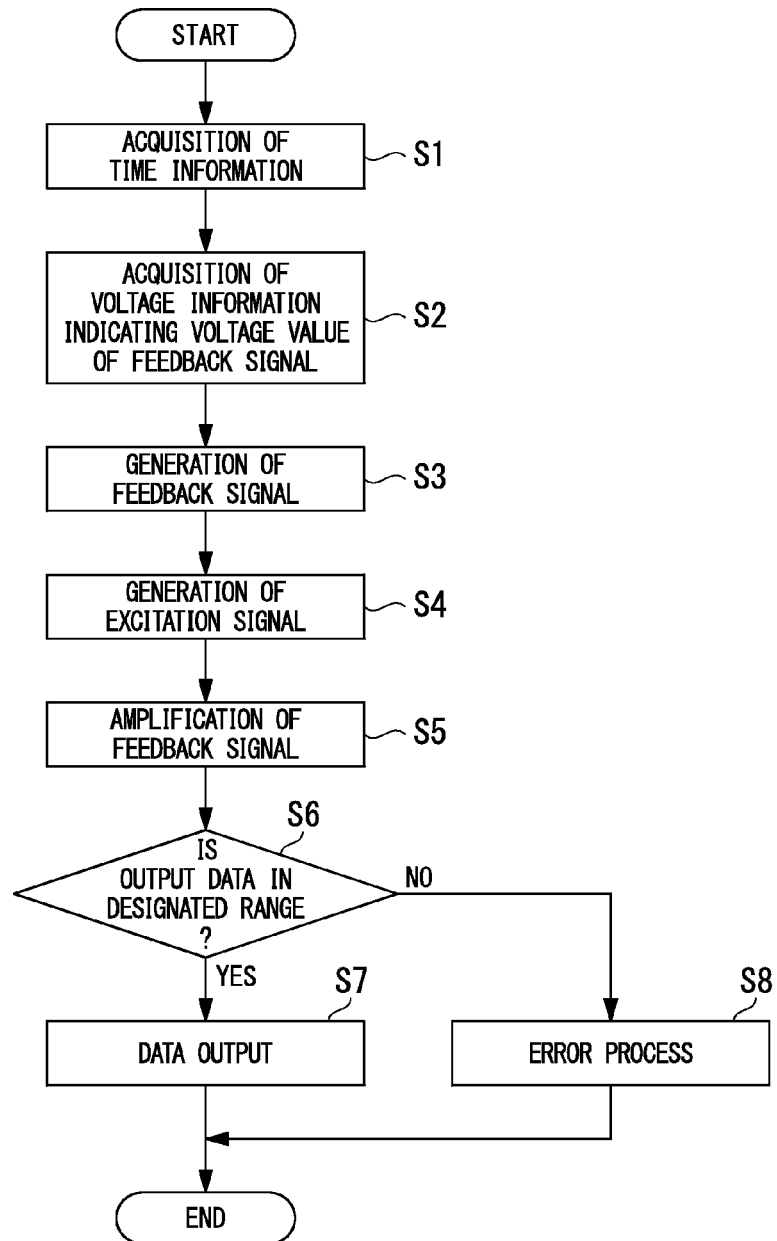 START
ACQUISITION OF
TIME INFORMATION
S1
ACQUISITION OF
VOLTAGE INFORMATION
INDICATING VOLTAGE VALUE
OF FEEDBACK SIGNAL
S2
GENERATION OF
FEEDBACK SIGNAL
S3
GENERATION OF
EXCITATION SIGNAL
S4
AMPLIFICATION OF
FEEDBACK SIGNAL
S5
S6
IS
OUTPUT DATA IN
DESIGNATED RANGE
?
NO
YES
S7
DATA OUTPUT
S8
ERROR PROCESS
END